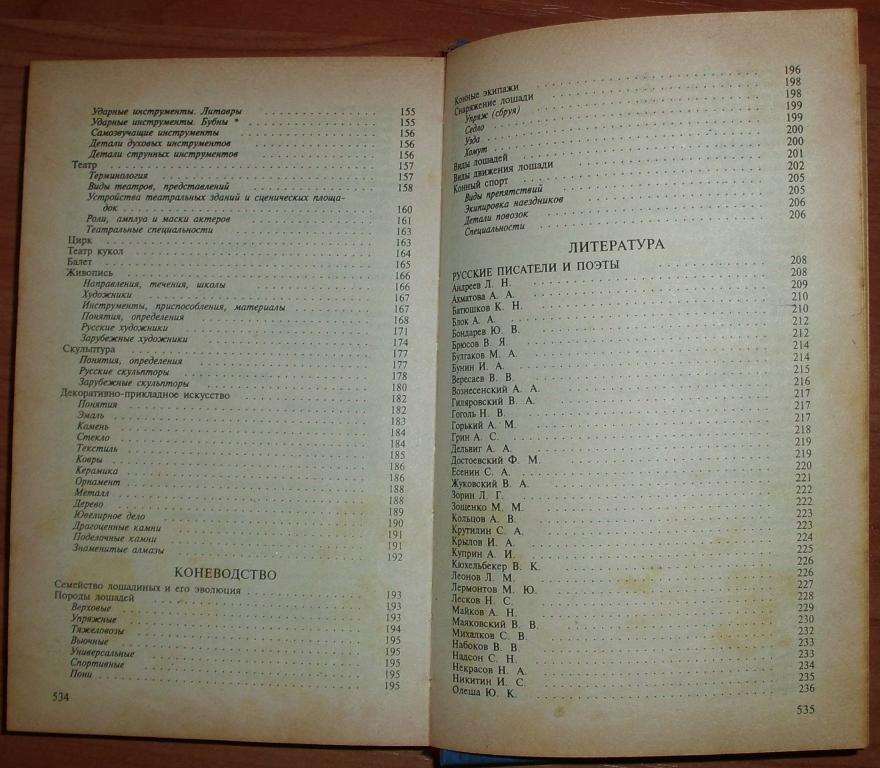 Ударные инструменты. Литавры 155
Ударные инструменты. Бубны * 155
Самозвучащие инструменты 156
Детали духовых инструментов 156
Детали струнных инструментов 156
Театр 157
Терминология 157
Виды театров, представлений 158
Устройства театральных зданий и сценических площа-
док 160
Роли, амплуа и маски актеров 161
Театральные специальности 163
Цирк 163
Театр кукол 164
Балет 165
Живопись 166
Направления, течения, школы 166
Художники 167
Инструменты, приспособления, материалы 167
Понятия, определения 168
Русские художники 171
Зарубежные художники 174
Скульптура 177
Понятия, определения 177
Русские скульпторы 178
Зарубежные скульпторы 180
Декоративно-прикладное искусство 182
Понятия 182
Эмаль 183
Камень 184
Стекло 184
Текстиль 185
Ковры 186
Керамика 186
Орнамент 188
Металл 188
Дерево 189
Ювелирное дело 190
Драгоценные камни 191
Поделочные камни 191
Знаменитые алмазы 192
КОНЕВОДСТВО
Семейство лошадиных и его эволюция 193
Породы лошадей 193
Верховые 193
Упряжные 194
Тяжеловозы 195
Вьючные 195
Универсальные 195
Спортивные 195
Пони 195
534
Конные экипажи 196
Снаряжение лошади 198
Упряж (сбруя) 198
Седло 199
Узда 199
Хомут 200
Виды лошадей 200
Виды движения лошади 201
Конный спорт 202
Виды препятствий 205
Экипировка наездников 205
Детали повозок 206
Специальности 206
ЛИТЕРАТУРА
РУССКИЕ ПИСАТЕЛИ И ПОЭТЫ 208
Андреев Л. Н. 208
Ахматова А. А. 209
Батюшков К. Н. 210
Блок А. А. 210
Бондарев Ю. В. 212
Брюсов В. Я. 212
Булгаков М. А. 214
Бунин И. А. 214
Вересаев В. В. 215
Вознесенский А. А. 216
Гиляровский В. А. 217
Гоголь Н. В. 217
Горький А. М. 217
Грин А. С. 218
Дельвиг А. А. 219
Достоевский Ф. М. 219
Есенин С. А. 220
Жуковский В. А. 221
Зорин Л. Г. 222
Зощенко М. М. 222
Кольцов А. В. 223
Крутилин С. А. 223
Крылов И. А. 224
Куприн А. И. 225
Кюхельбекер В. К. 226
Леонов Л. М. 226
Лермонтов М. Ю. 227
Лесков Н. С. 228
Майков А. Н. 229
Маяковский В. В. 230
Михалков С. В. 232
Набоков В. В. 233
Надсон С. Н. 233
Некрасов Н. А. 234
Никитин И. С. 235
Олеша Ю. К. 236
535